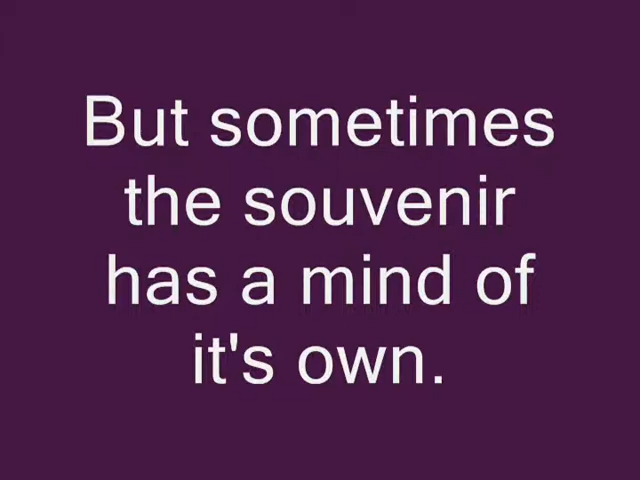 But sometimes
the souvenir
has a mind of
it's own.